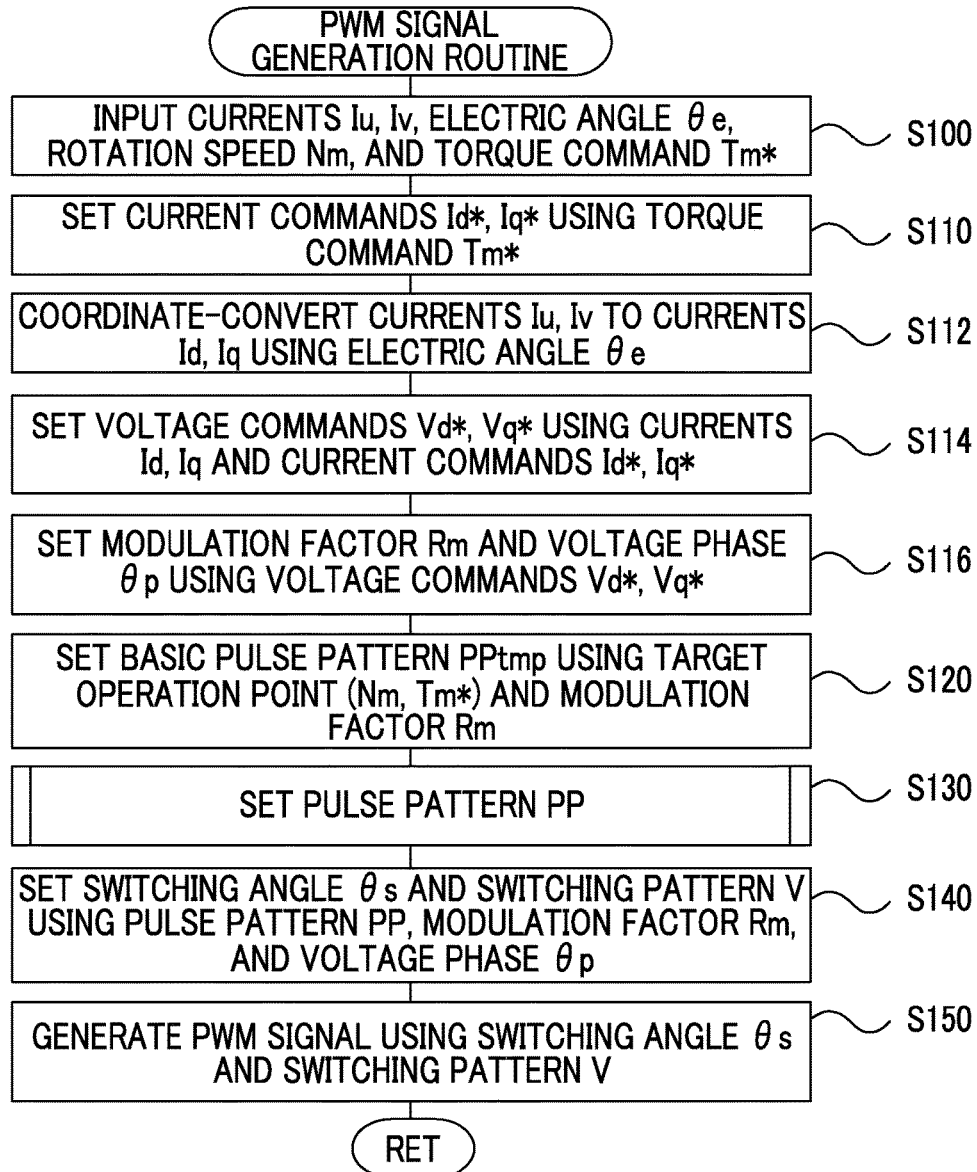 PWM SIGNAL
GENERATION ROUTINE
INPUT CURRENTS Iu, Iv, ELECTRIC ANGLE θe,
ROTATION SPEED Nm, AND TORQUE COMMAND Tm*
S100
SET CURRENT COMMANDS Id*, Iq* USING TORQUE
COMMAND Tm*
S110
COORDINATE-CONVERT CURRENTS Iu, Iv TO CURRENTS
Id, Iq USING ELECTRIC ANGLE θe
S112
SET VOLTAGE COMMANDS Vd*, Vq* USING CURRENTS
Id, Iq AND CURRENT COMMANDS Id*, Iq*
S114
SET MODULATION FACTOR Rm AND VOLTAGE PHASE
θp USING VOLTAGE COMMANDS Vd*, Vq*
S116
SET BASIC PULSE PATTERN PPtmp USING TARGET
OPERATION POINT (Nm, Tm*) AND MODULATION
FACTOR Rm
S120
SET PULSE PATTERN PP
S130
SET SWITCHING ANGLE θs AND SWITCHING PATTERN V
USING PULSE PATTERN PP, MODULATION FACTOR Rm,
AND VOLTAGE PHASE θp
S140
GENERATE PWM SIGNAL USING SWITCHING ANGLE θs
AND SWITCHING PATTERN V
S150
RET